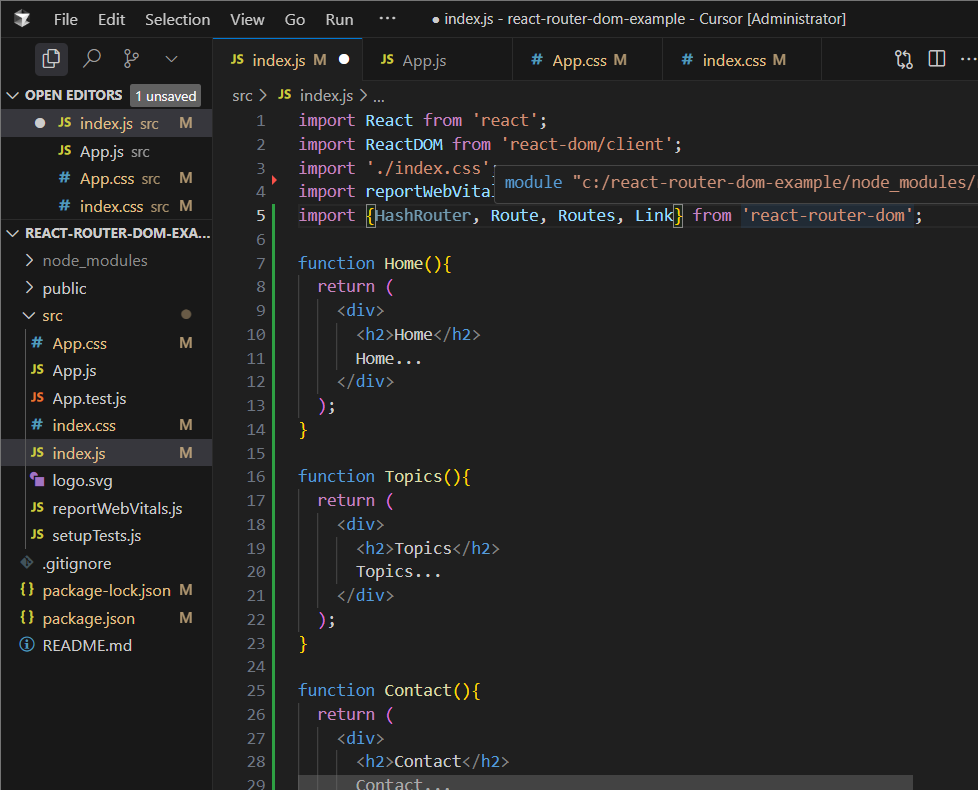 File Edit Selection View Go Run ··· ● index.js - react-router-dom-example - Cursor [Administrator]
JS index.js M ● JS App.js # App.css M # index.css M
OPEN EDITORS 1 unsaved
● JS index.js src M
JS App.js src
# App.css src M
# index.css src M
REACT-ROUTER-DOM-EXA...
node_modules
public
src
# App.css M
JS App.js
JS App.test.js
# index.css M
JS index.js M
logo.svg
JS reportWebVitals.js
JS setupTests.js
.gitignore
{} package-lock.json M
{} package.json M
README.md
src > JS index.js > ...
1 import React from 'react';
2 import ReactDOM from 'react-dom/client';
3 import './index.css';
module "c:/react-router-dom-example/node_modules/
4 import reportWebVital
5 import {HashRouter, Route, Routes, Link} from 'react-router-dom';
6
7 function Home(){
8 return (
9 <div>
10 <h2>Home</h2>
11 Home...
12 </div>
13 );
14 }
15
16 function Topics(){
17 return (
18 <div>
19 <h2>Topics</h2>
20 Topics...
21 </div>
22 );
23 }
24
25 function Contact(){
26 return (
27 <div>
28 <h2>Contact</h2>
29 Contact...